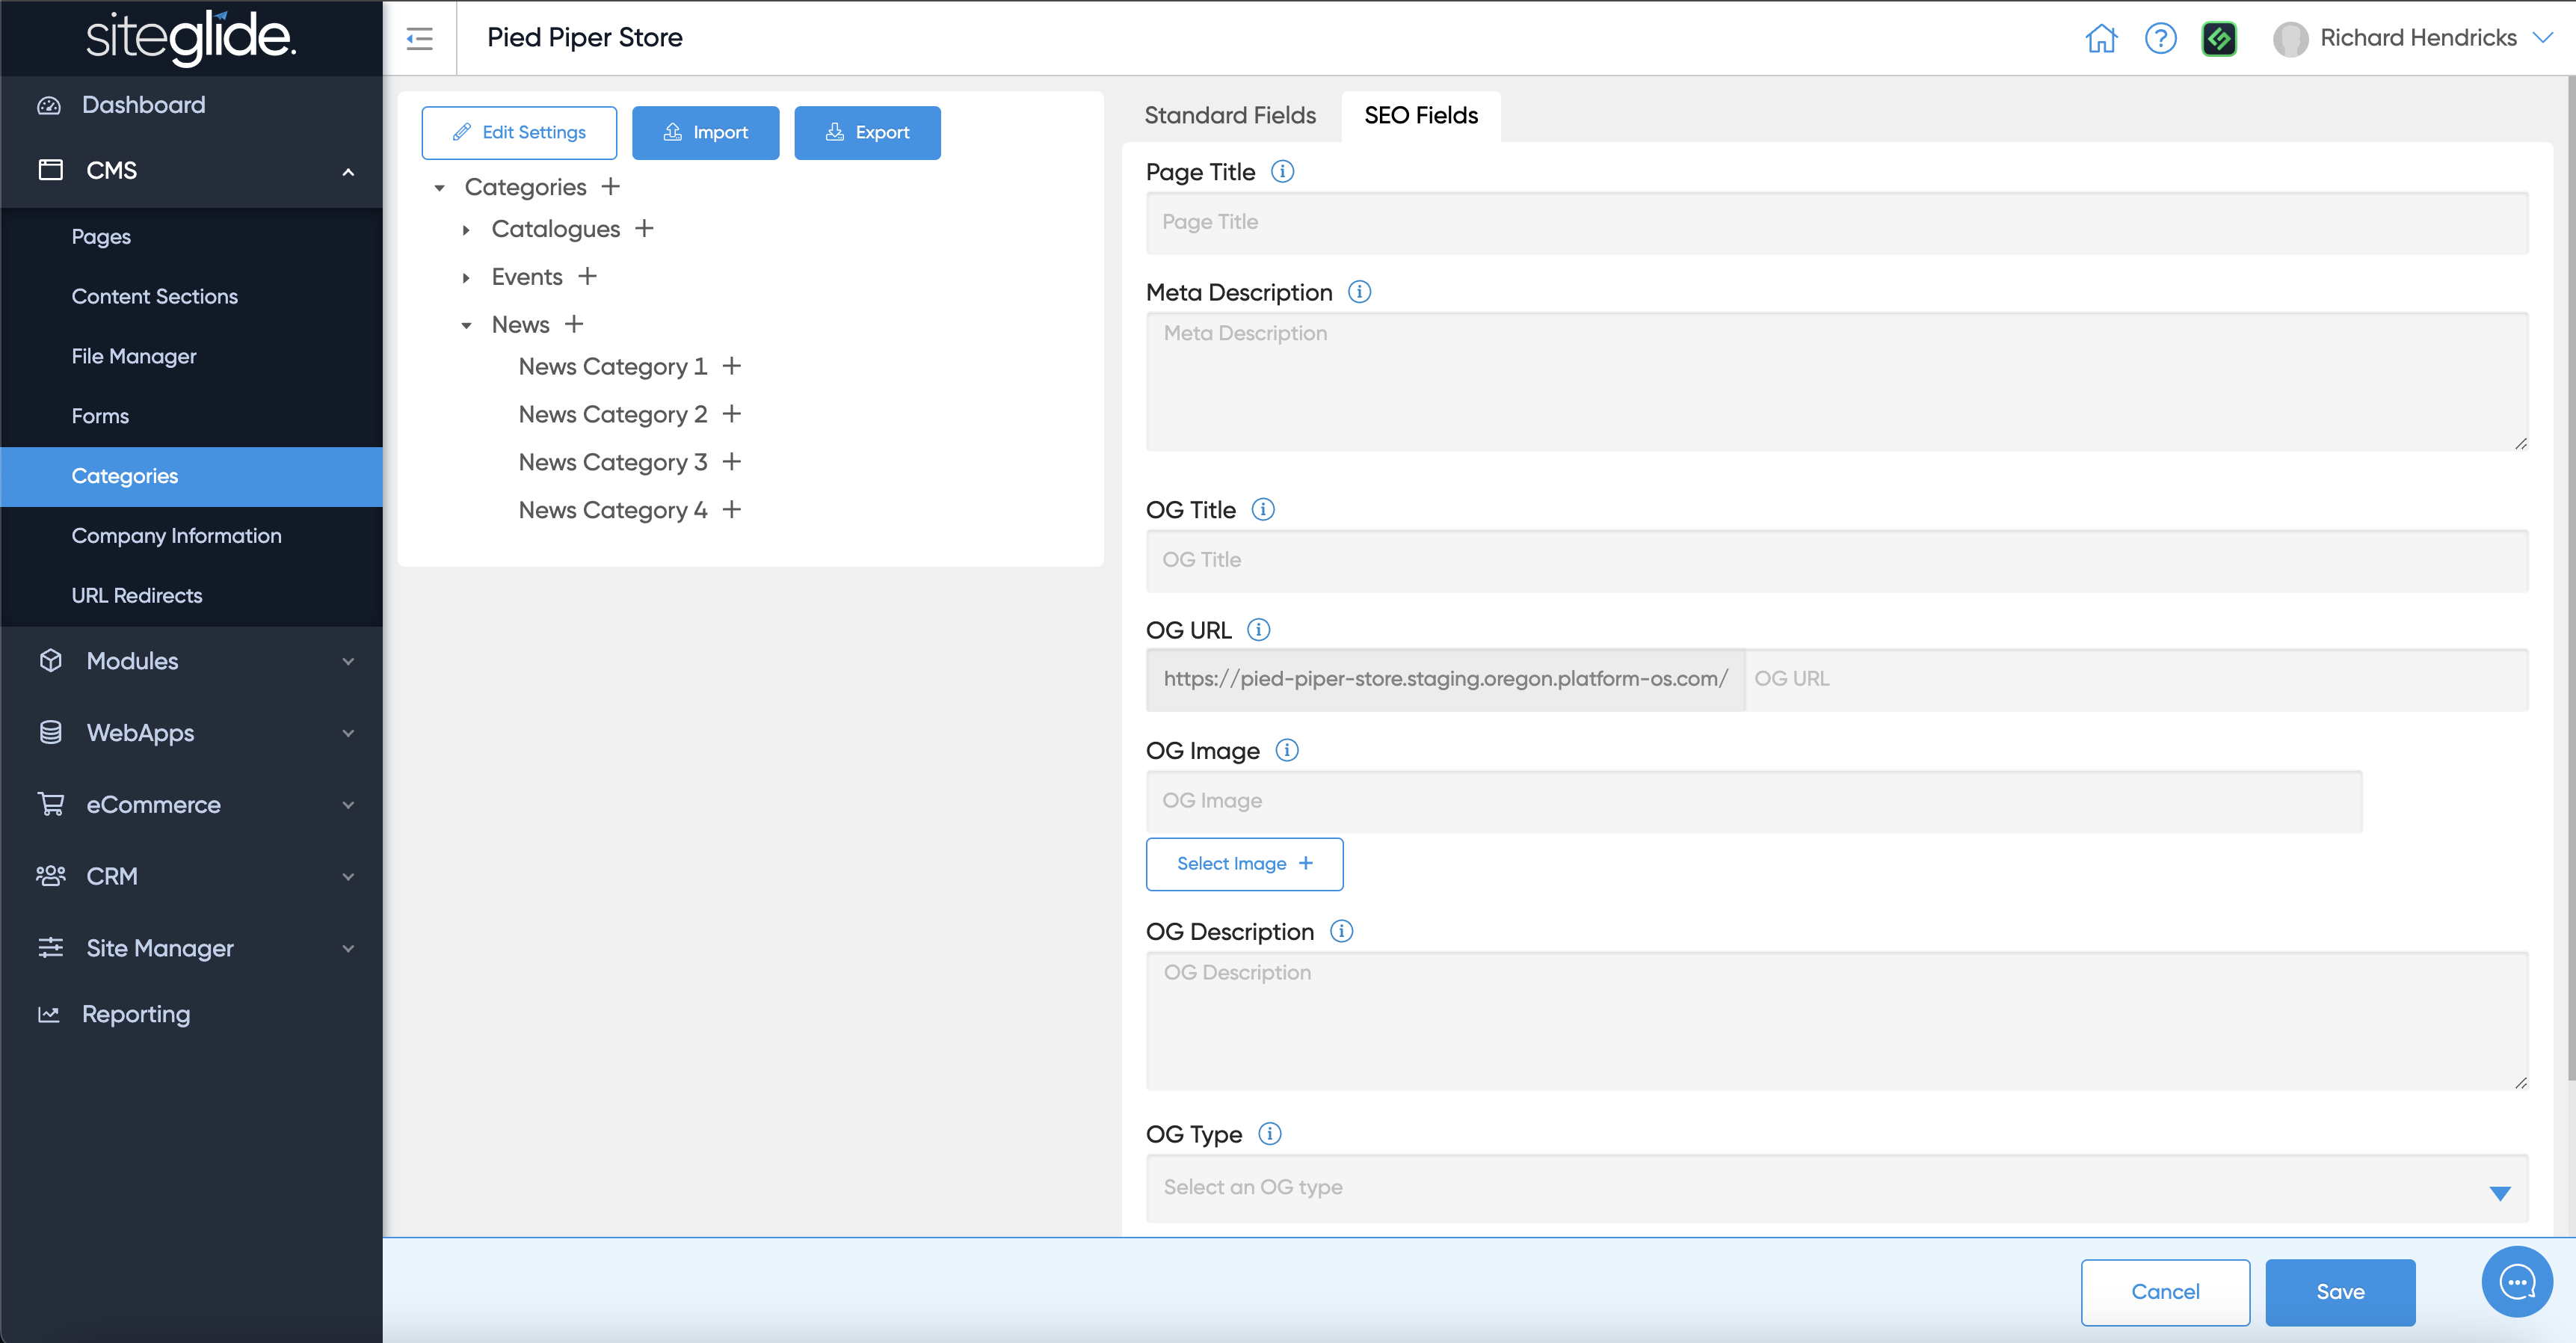 siteglide.
Pied Piper Store
Richard Hendricks
Dashboard
CMS
Pages
Content Sections
File Manager
Forms
Categories
Company Information
URL Redirects
Modules
WebApps
eCommerce
CRM
Site Manager
Reporting
Edit Settings
Import
Export
Categories +
Catalogues +
Events +
News +
News Category 1 +
News Category 2 +
News Category 3 +
News Category 4 +
Standard Fields
SEO Fields
Page Title
Page Title
Meta Description
Meta Description
OG Title
OG Title
OG URL
https://pied-piper-store.staging.oregon.platform-os.com/ OG URL
OG Image
OG Image
Select Image +
OG Description
OG Description
OG Type
Select an OG type
Cancel
Save